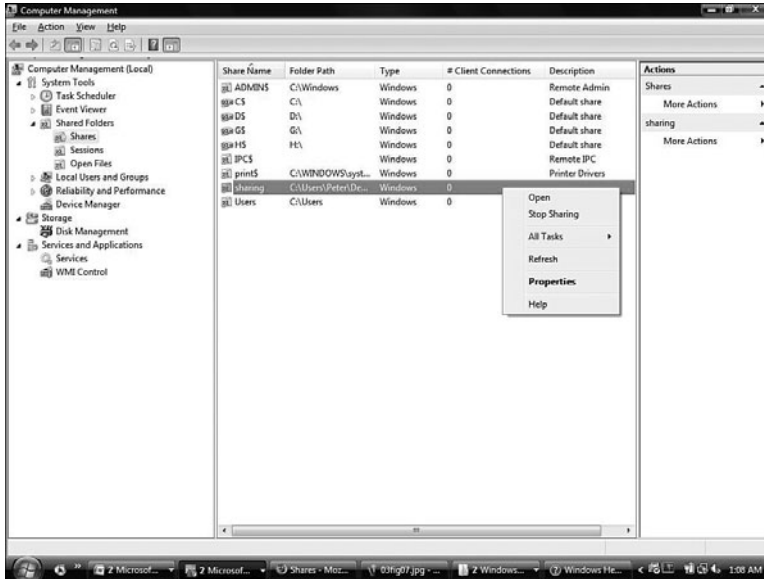 Computer Management
File Action View Help
Computer Management (Local)
System Tools
Task Scheduler
Event Viewer
Shared Folders
Shares
Sessions
Open Files
Local Users and Groups
Reliability and Performance
Device Manager
Storage
Disk Management
Services and Applications
Services
WMI Control
Share Name Folder Path Type # Client Connections Description
ADMIN$ C:\Windows Windows 0 Remote Admin
C$ C:\ Windows 0 Default share
D$ D:\ Windows 0 Default share
G$ G:\ Windows 0 Default share
H$ H:\ Windows 0 Default share
IPC$ Windows 0 Remote IPC
print$ C:\WINDOWS\syst... Windows 0 Printer Drivers
sharing C:\Users\Peter\De... Windows 0
Users C:\Users Windows 0
Open
Stop Sharing
All Tasks
Refresh
Properties
Help
Actions
Shares
More Actions
sharing
More Actions
2 Microsof... 2 Microsof... Shares - Moz... 03fig07.jpg - ... 2 Windows... Windows He... 1:08 AM